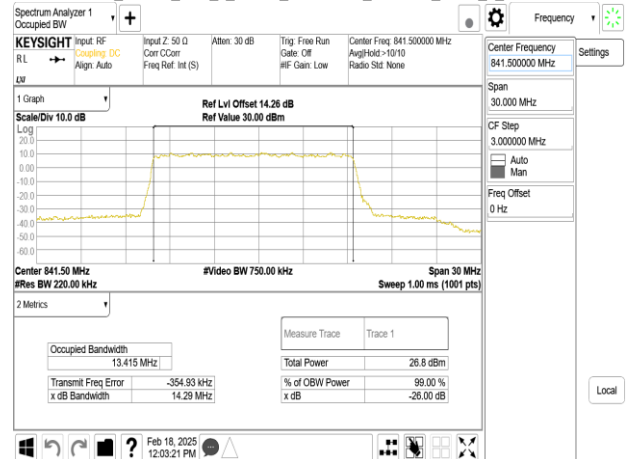 Spectrum Analyzer 1
Occupied BW
Frequency
KEYSIGHT
RL
Input: RF
Coupling: DC
Align: Auto
Input Z: 50 Ω
Corr CCorr
Freq Ref: Int (S)
Atten: 30 dB
Trig: Free Run
Gate: Off
#IF Gain: Low
Center Freq: 841.500000 MHz
Avg|Hold:>10/10
Radio Std: None
Center Frequency
841.500000 MHz
Settings
Span
30.000 MHz
CF Step
3.000000 MHz
Auto
Man
Freq Offset
0 Hz
1 Graph
Scale/Div 10.0 dB
Ref Lvl Offset 14.26 dB
Ref Value 30.00 dBm
Log
20.0
10.0
0.00
-10.0
-20.0
-30.0
-40.0
-50.0
-60.0
Center 841.50 MHz
#Res BW 220.00 kHz
#Video BW 750.00 kHz
Span 30 MHz
Sweep 1.00 ms (1001 pts)
2 Metrics
Measure Trace Trace 1
Occupied Bandwidth
13.415 MHz
Total Power 26.8 dBm
Transmit Freq Error -354.93 kHz
% of OBW Power 99.00 %
x dB Bandwidth 14.29 MHz
x dB -26.00 dB
Local
Feb 18, 2025
12:03:21 PM